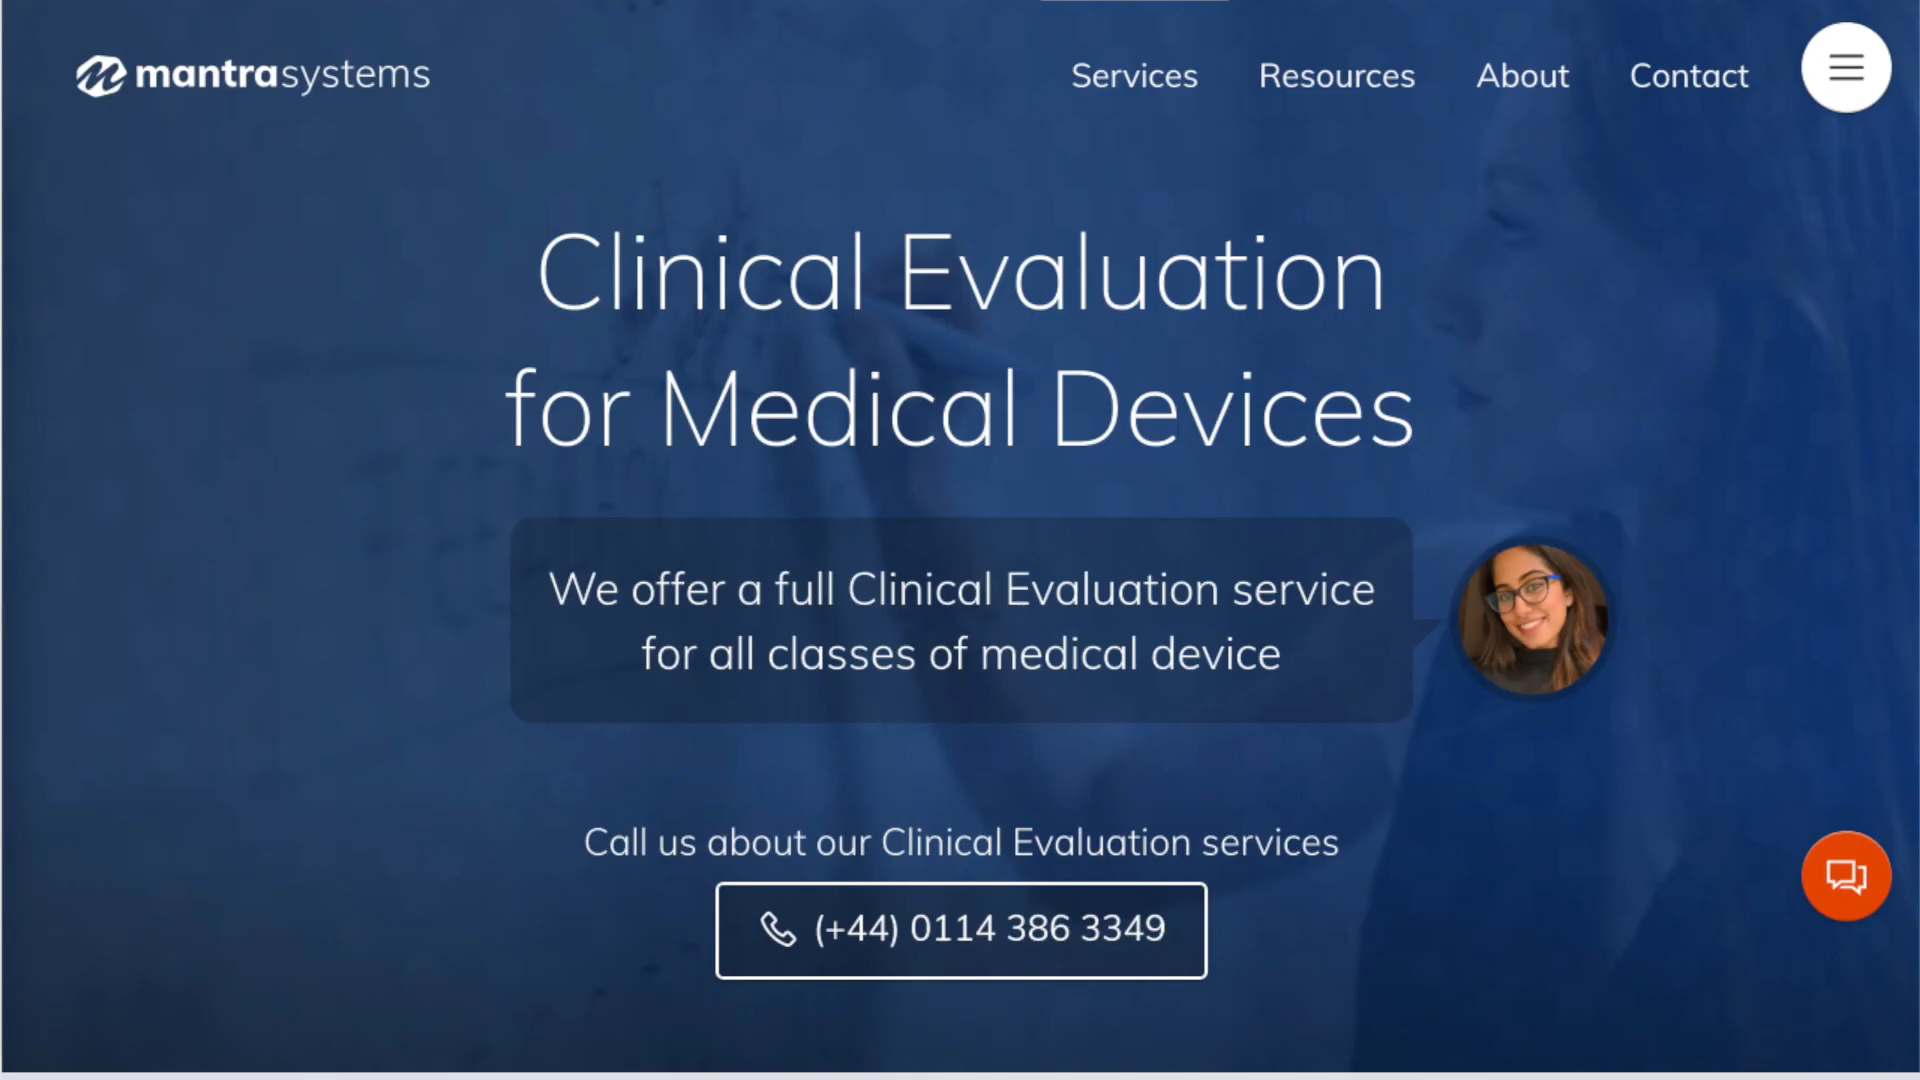 mantrasystems
Services Resources About Contact
Clinical Evaluation
for Medical Devices
We offer a full Clinical Evaluation service
for all classes of medical device
Call us about our Clinical Evaluation services
(+44) 0114 386 3349